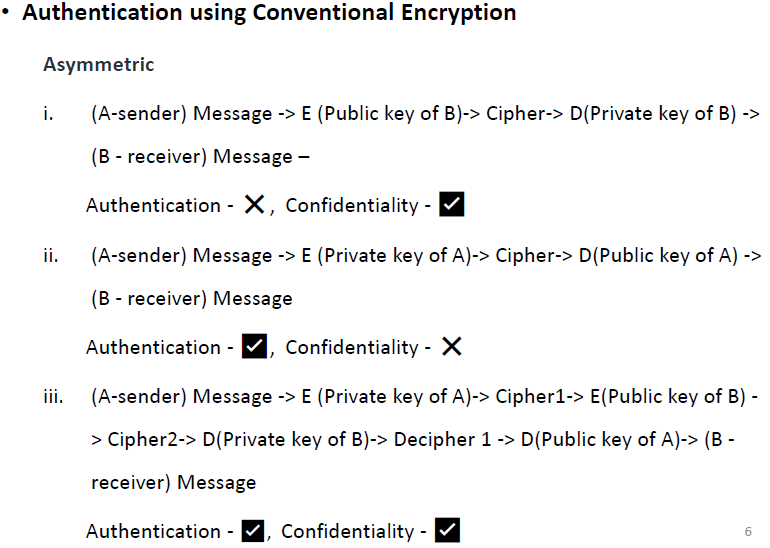 • Authentication using Conventional Encryption
Asymmetric
i. (A-sender) Message -> E (Public key of B)-> Cipher-> D(Private key of B) ->
(B - receiver) Message –
Authentication - ✕, Confidentiality - ✓
ii. (A-sender) Message -> E (Private key of A)-> Cipher-> D(Public key of A) ->
(B - receiver) Message
Authentication - ✓, Confidentiality - ✕
iii. (A-sender) Message -> E (Private key of A)-> Cipher1-> E(Public key of B) -
> Cipher2-> D(Private key of B)-> Decipher 1 -> D(Public key of A)-> (B -
receiver) Message
Authentication - ✓, Confidentiality - ✓
6